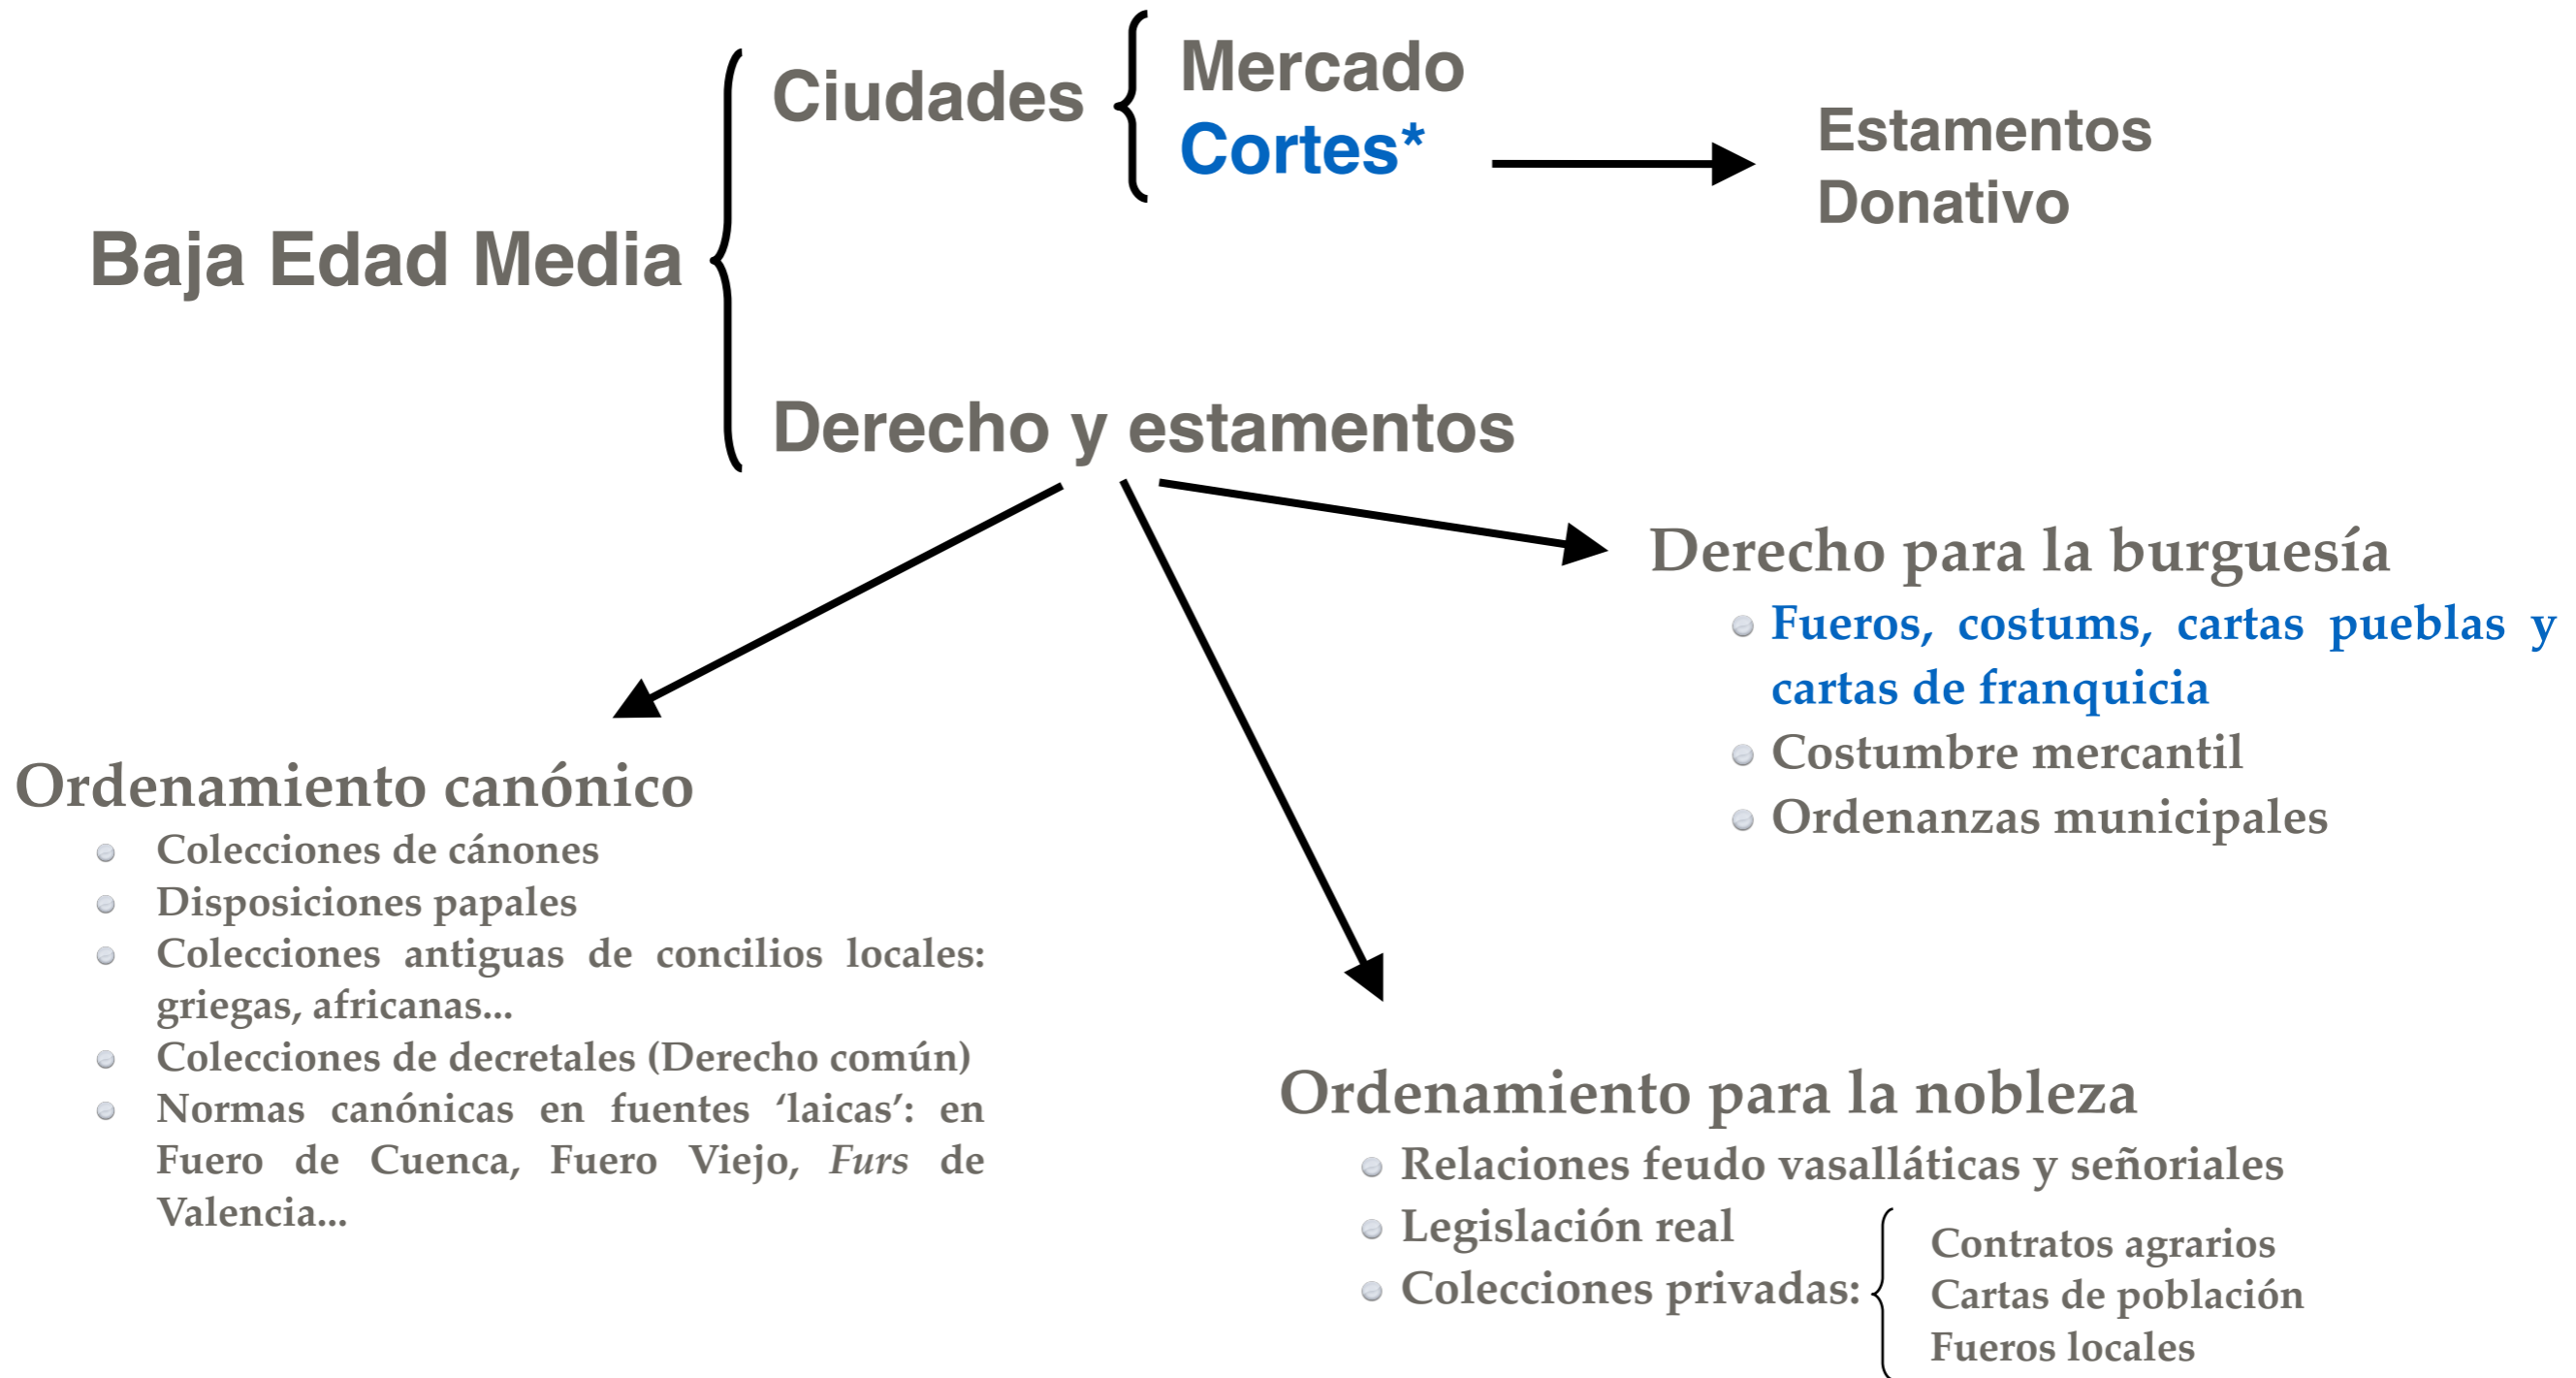 Baja Edad Media
Ciudades
Mercado
Cortes*
Estamentos
Donativo
Derecho y estamentos
Derecho para la burguesía
Fueros, costums, cartas pueblas y
cartas de franquicia
Costumbre mercantil
Ordenanzas municipales
Ordenamiento canónico
Colecciones de cánones
Disposiciones papales
Colecciones antiguas de concilios locales:
griegas, africanas...
Colecciones de decretales (Derecho común)
Normas canónicas en fuentes ‘laicas’: en
Fuero de Cuenca, Fuero Viejo, Furs de
Valencia...
Ordenamiento para la nobleza
Relaciones feudo vasalláticas y señoriales
Legislación real
Colecciones privadas:
Contratos agrarios
Cartas de población
Fueros locales